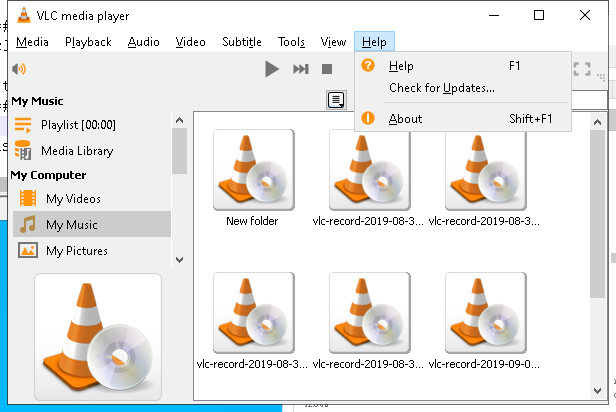 VLC media player
Media Playback Audio Video Subtitle Tools View Help
Help F1
Check for Updates...
About Shift+F1
My Music
Playlist [00:00]
Media Library
My Computer
My Videos
My Music
My Pictures
New folder
vlc-record-2019-08-3...
vlc-record-2019-08-3...
vlc-record-2019-08-3...
vlc-record-2019-08-3...
vlc-record-2019-09-0...